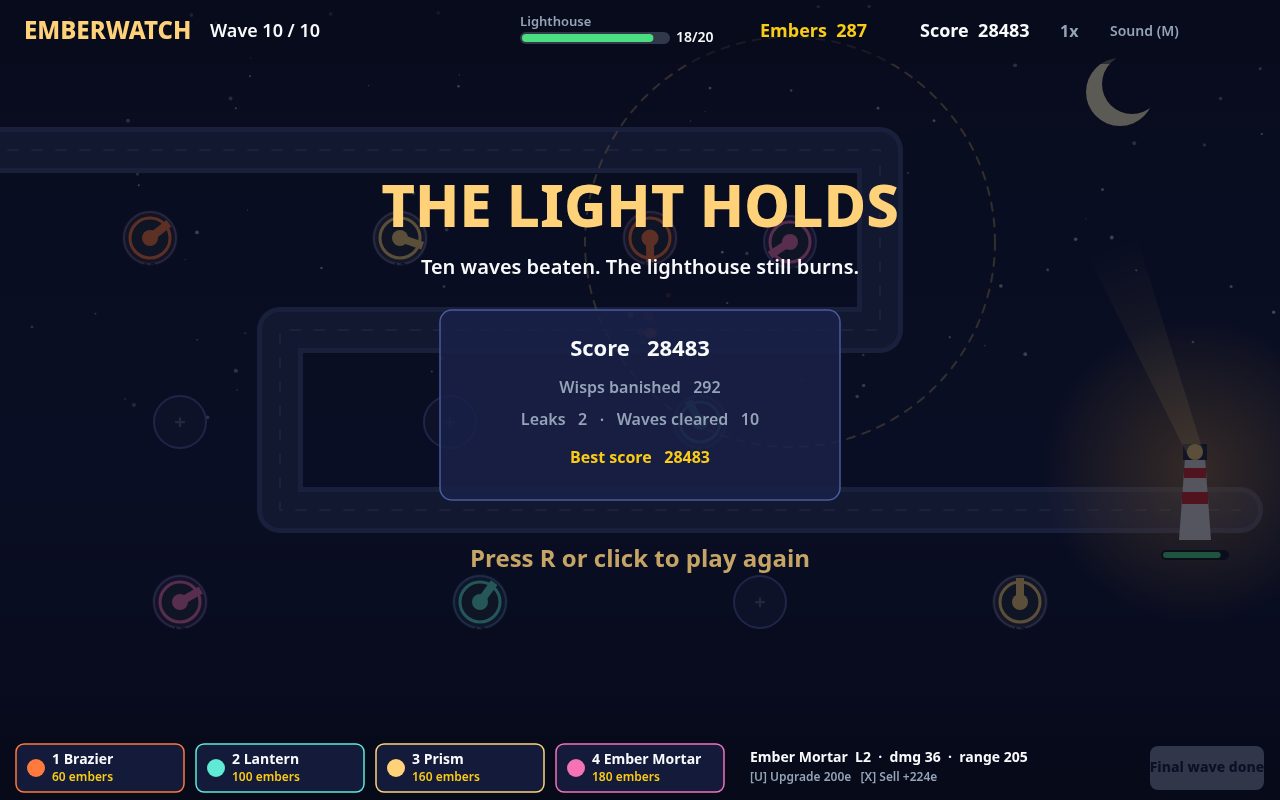 EMBERWATCH Wave 10 / 10 Lighthouse 18/20 Embers 287 Score 28483 1x Sound (M)
THE LIGHT HOLDS
Ten waves beaten. The lighthouse still burns.
Score 28483
Wisps banished 292
Leaks 2 · Waves cleared 10
Best score 28483
Press R or click to play again
1 Brazier
60 embers
2 Lantern
100 embers
3 Prism
160 embers
4 Ember Mortar
180 embers
Ember Mortar L2 · dmg 36 · range 205
[U] Upgrade 200e [X] Sell +224e
Final wave done